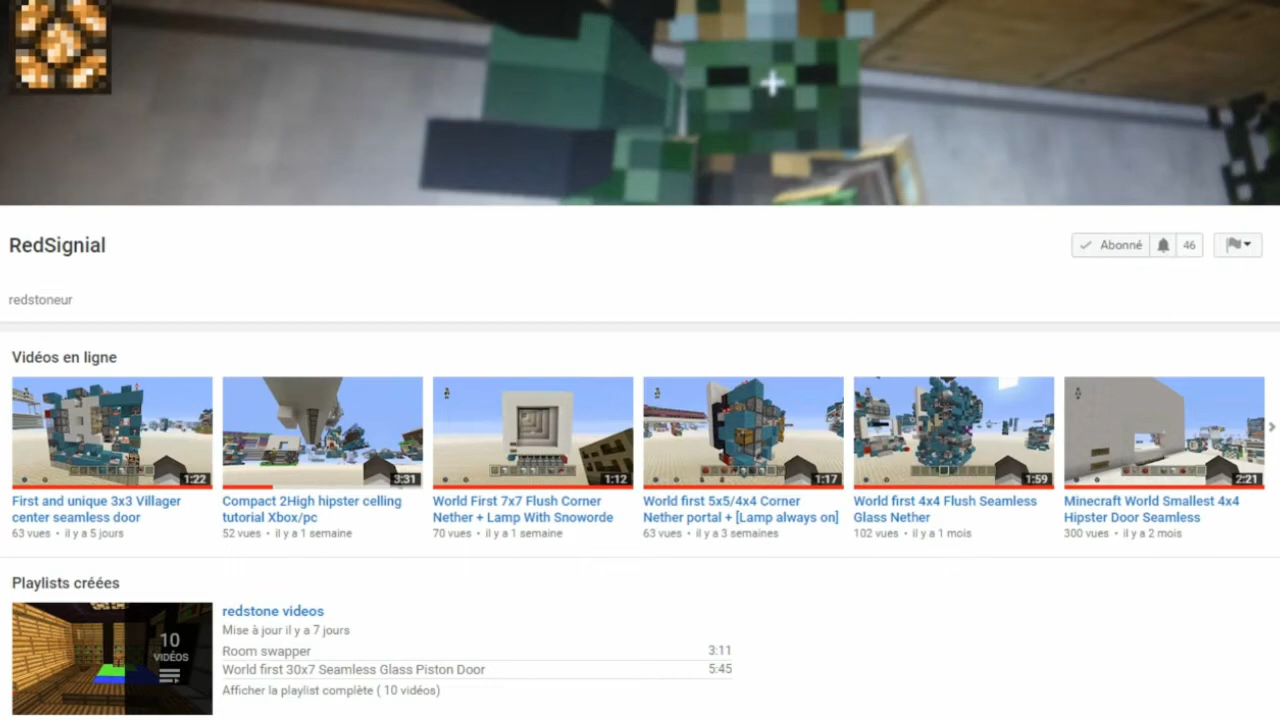 RedSignial
Abonné 46
redstoneur
Vidéos en ligne
1:22
3:31
1:12
1:17
1:59
2:21
First and unique 3x3 Villager
center seamless door
63 vues • il y a 5 jours
Compact 2High hipster celling
tutorial Xbox/pc
52 vues • il y a 1 semaine
World First 7x7 Flush Corner
Nether + Lamp With Snoworde
70 vues • il y a 1 semaine
World first 5x5/4x4 Corner
Nether portal + [Lamp always on]
63 vues • il y a 3 semaines
World first 4x4 Flush Seamless
Glass Nether
102 vues • il y a 1 mois
Minecraft World Smallest 4x4
Hipster Door Seamless
300 vues • il y a 2 mois
Playlists créées
10
VIDÉOS
redstone videos
Mise à jour il y a 7 jours
Room swapper 3:11
World first 30x7 Seamless Glass Piston Door 5:45
Afficher la playlist complète ( 10 vidéos)